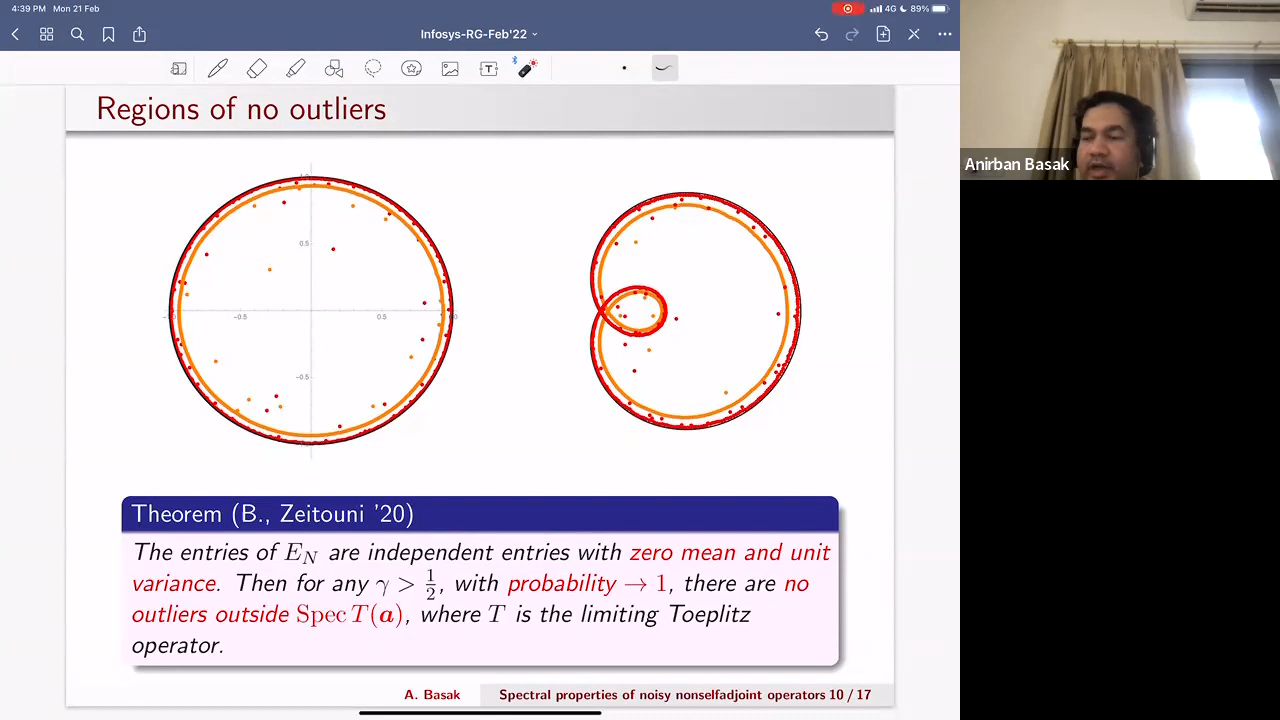 4:39 PM Mon 21 Feb
4G 89%
Infosys-RG-Feb'22
Regions of no outliers
0.5
-0.5
0.5
-0.5
Anirban Basak
Theorem (B., Zeitouni '20)
The entries of E_N are independent entries with zero mean and unit
variance. Then for any γ > 1/2, with probability → 1, there are no
outliers outside Spec T(a), where T is the limiting Toeplitz
operator.
A. Basak Spectral properties of noisy nonselfadjoint operators 10 / 17